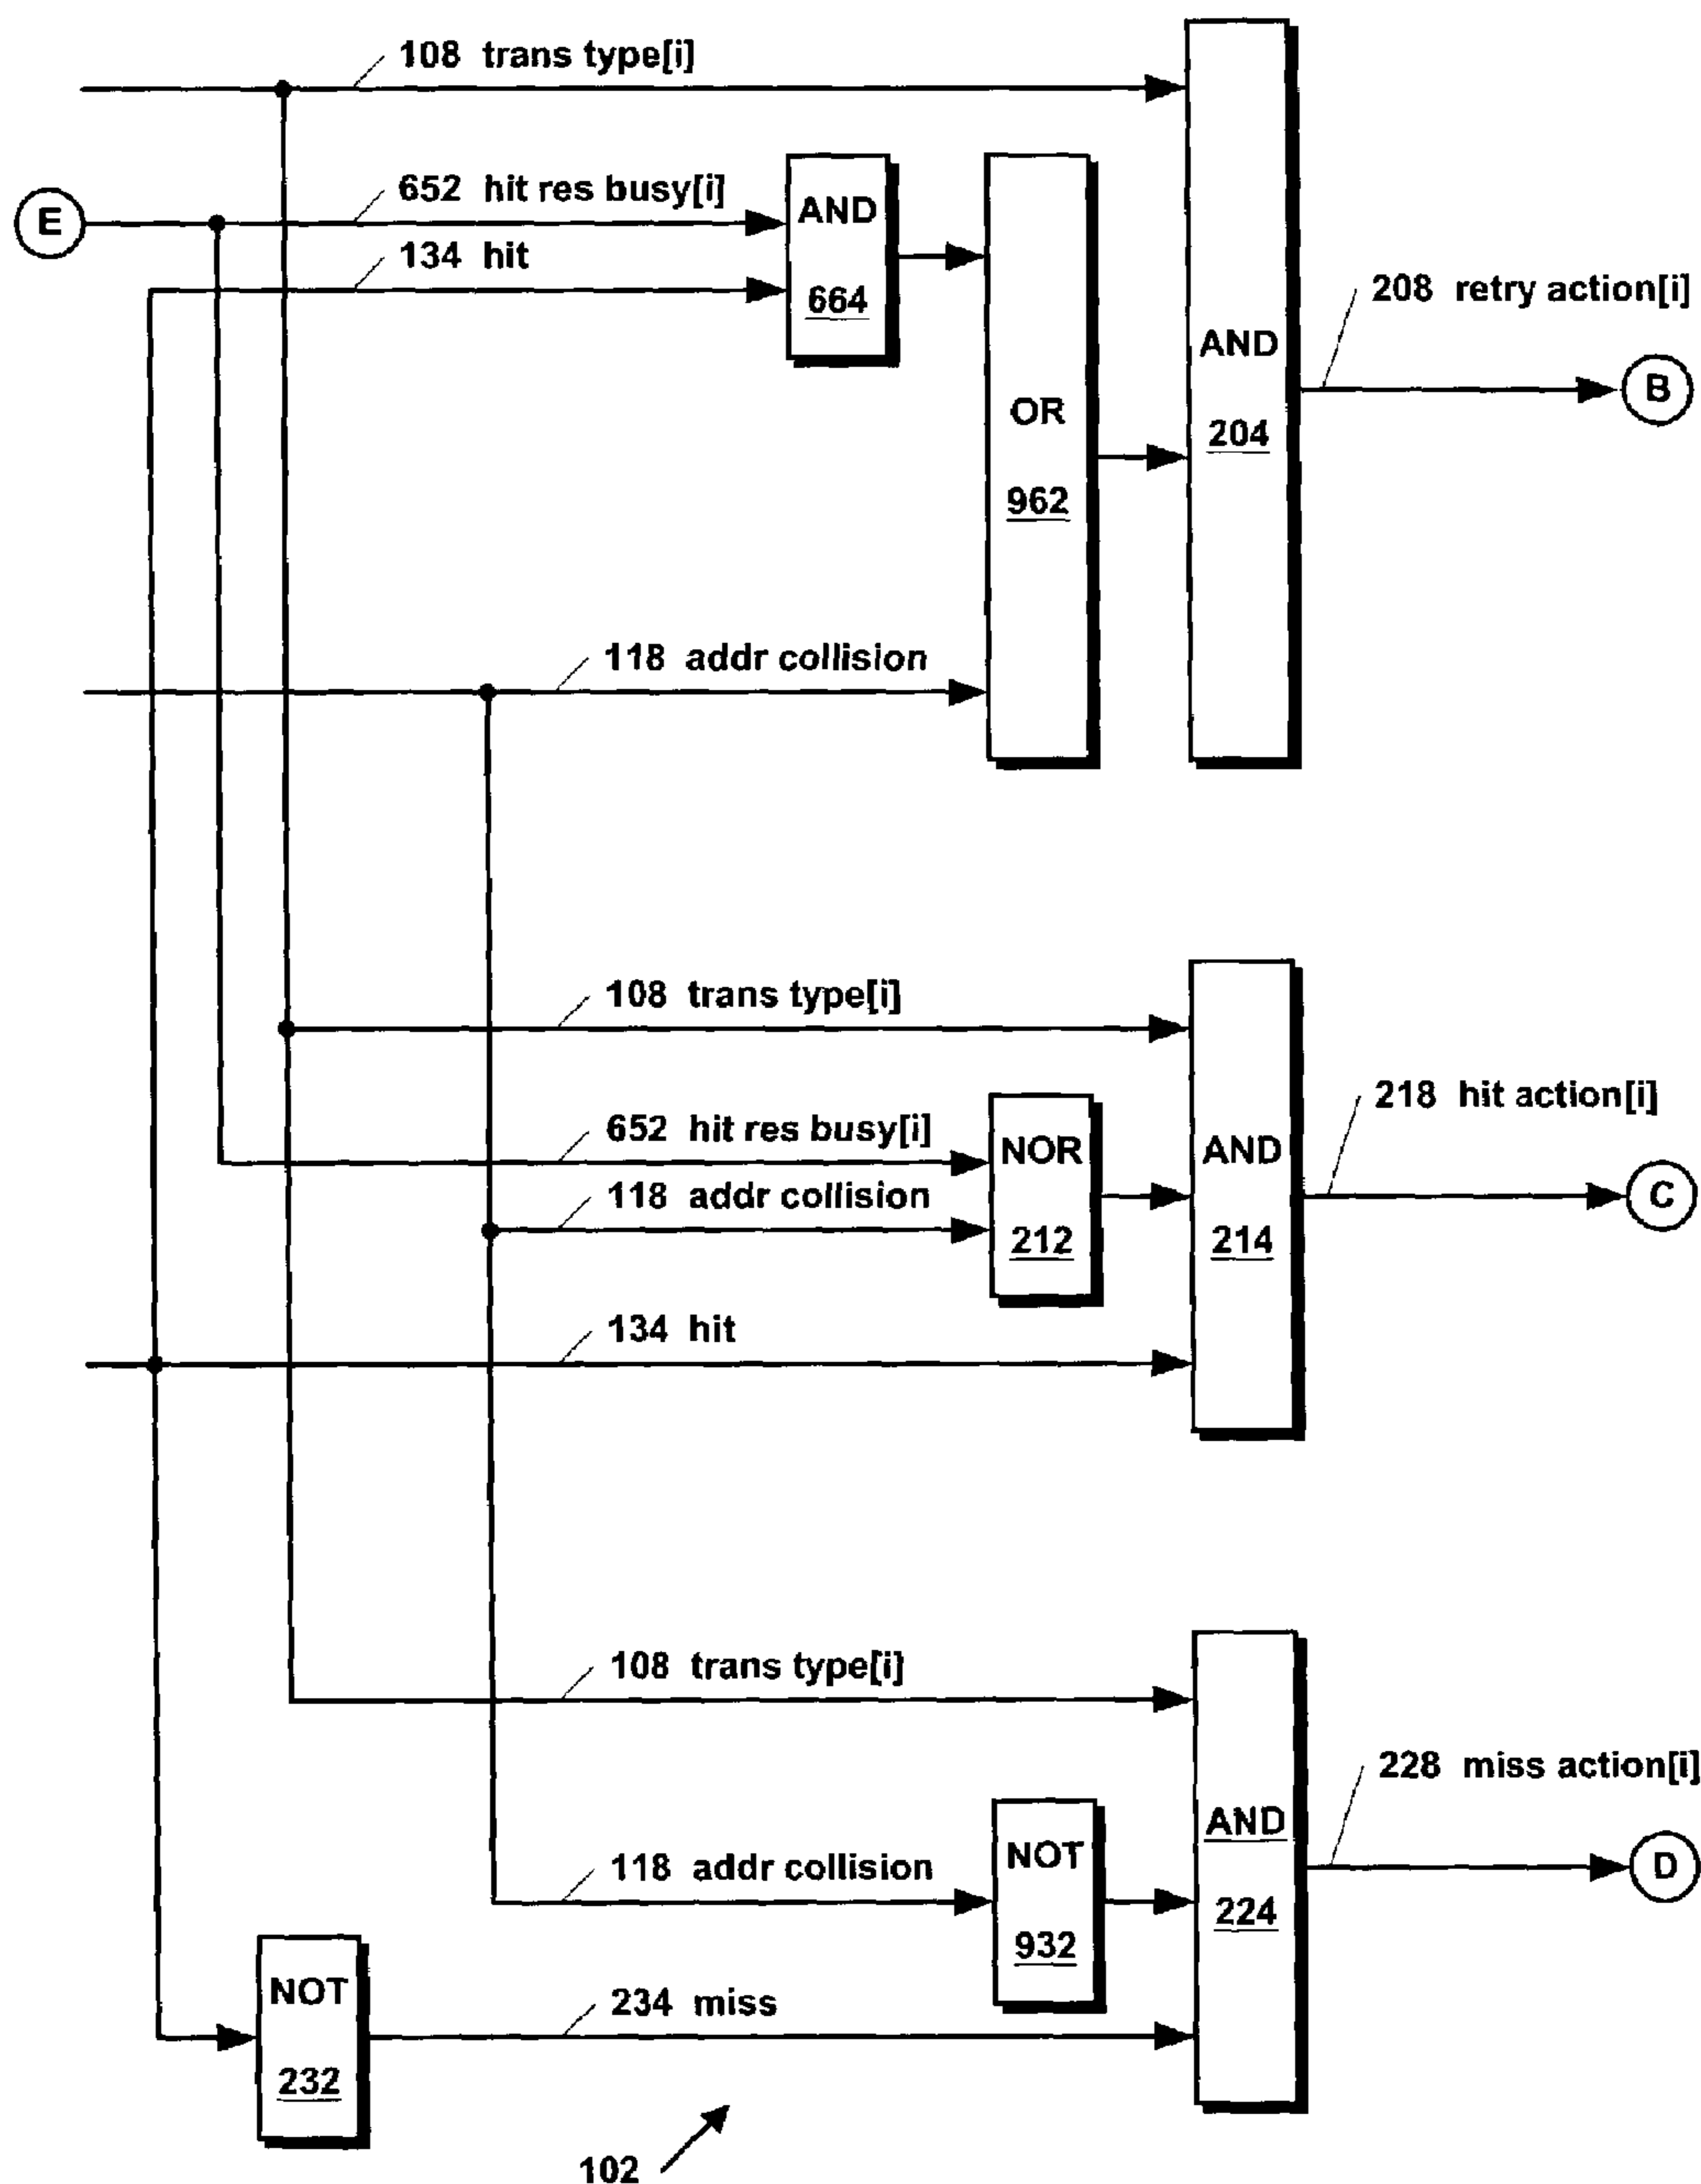 108 trans type[i]
652 hit res busy[i]
E
AND
134 hit
664
208 retry action[i]
AND
B
OR
204
962
118 addr collision
108 trans type[i]
218 hit action[i]
652 hit res busy[i]
NOR
AND
118 addr collision
C
212
214
134 hit
108 trans type[i]
228 miss action[i]
AND
NOT
118 addr collision
D
224
932
NOT
234 miss
232
102